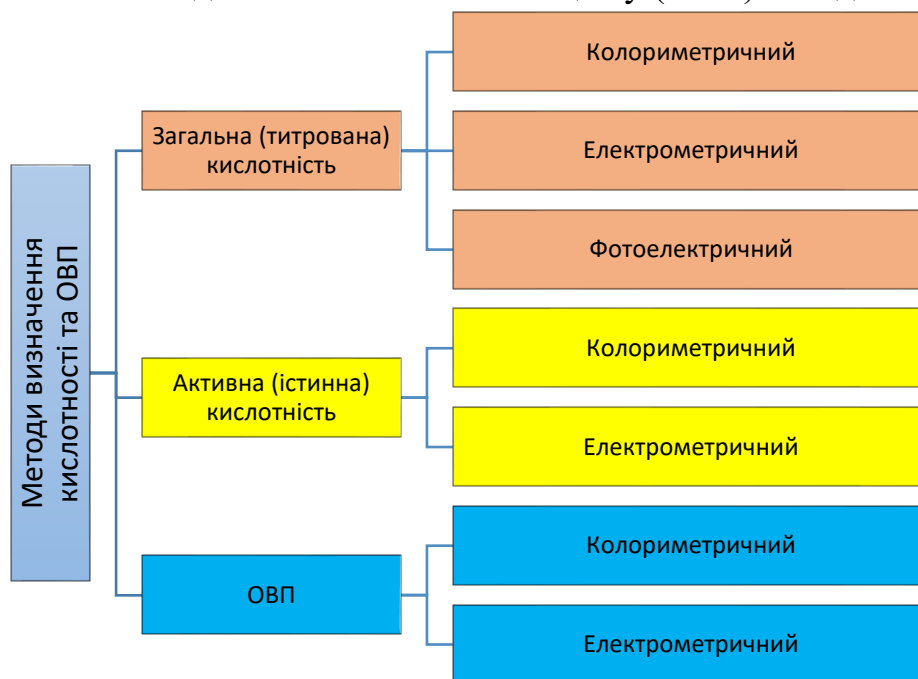 Методи визначення
кислотності та ОВП
Загальна (титрована)
кислотність
Колориметричний
Електрометричний
Фотоелектричний
Активна (істинна)
кислотність
Колориметричний
Електрометричний
ОВП
Колориметричний
Електрометричний